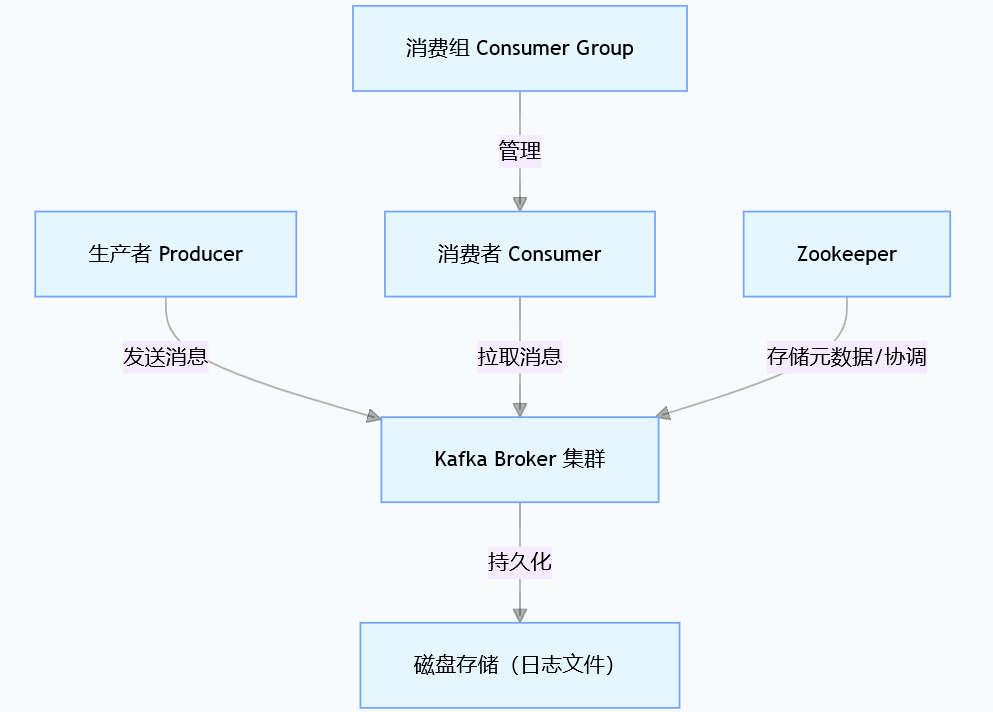 消费组 Consumer Group
管理
生产者 Producer
消费者 Consumer
Zookeeper
发送消息
拉取消息
存储元数据/协调
Kafka Broker 集群
持久化
磁盘存储（日志文件）